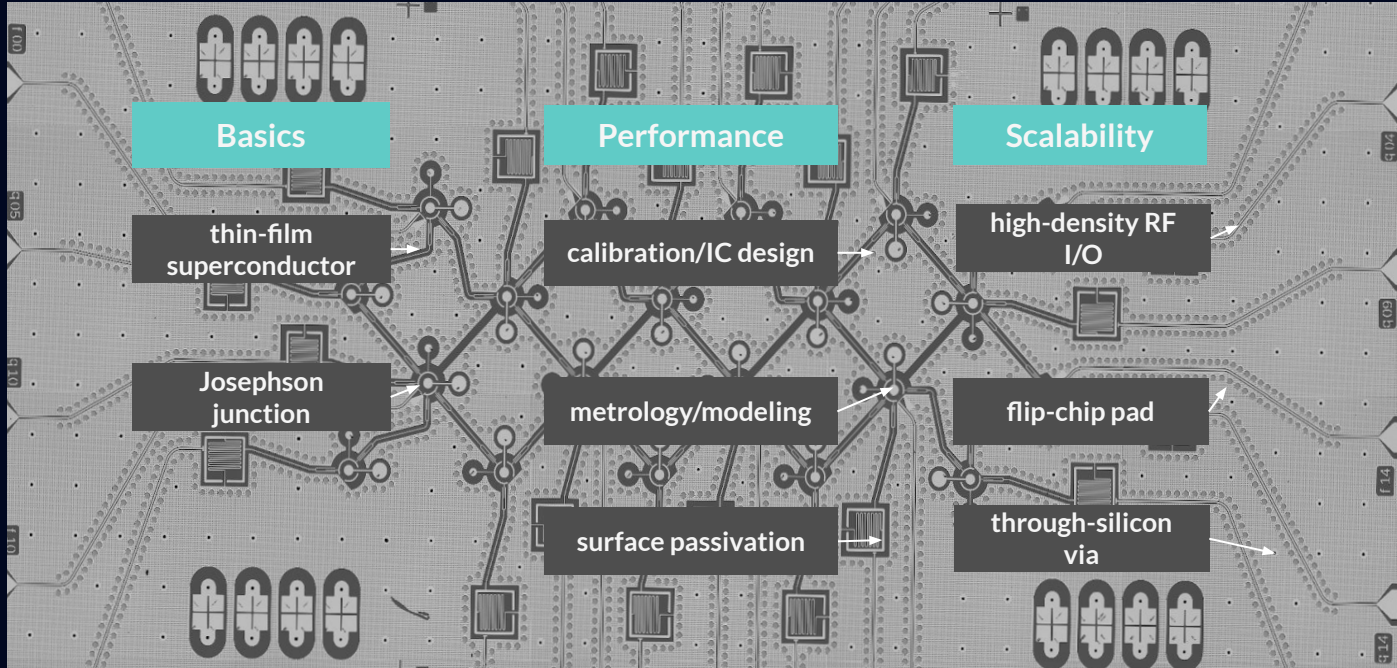 Basics
Performance
Scalability
thin-film
superconductor
calibration/IC design
high-density RF
I/O
Josephson
junction
metrology/modeling
flip-chip pad
surface passivation
through-silicon
via
f 14